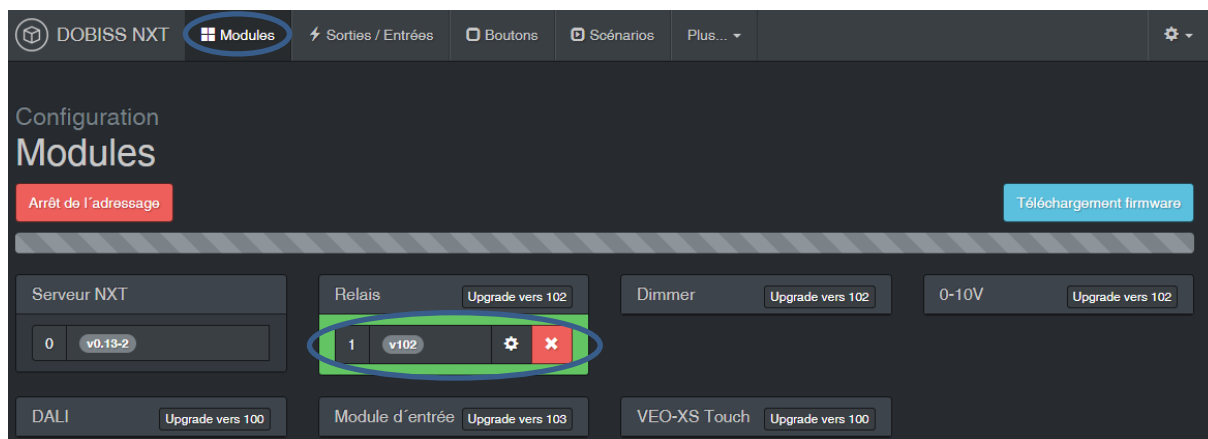 DOBISS NXT Modules Sorties / Entrées Boutons Scénarios Plus...
Configuration
Modules
Arrêt de l´adressage Téléchargement firmware
Serveur NXT Relais Upgrade vers 102 Dimmer Upgrade vers 102 0-10V Upgrade vers 102
0 v0.13-2 1 v102
DALI Upgrade vers 100 Module d´entrée Upgrade vers 103 VEO-XS Touch Upgrade vers 100